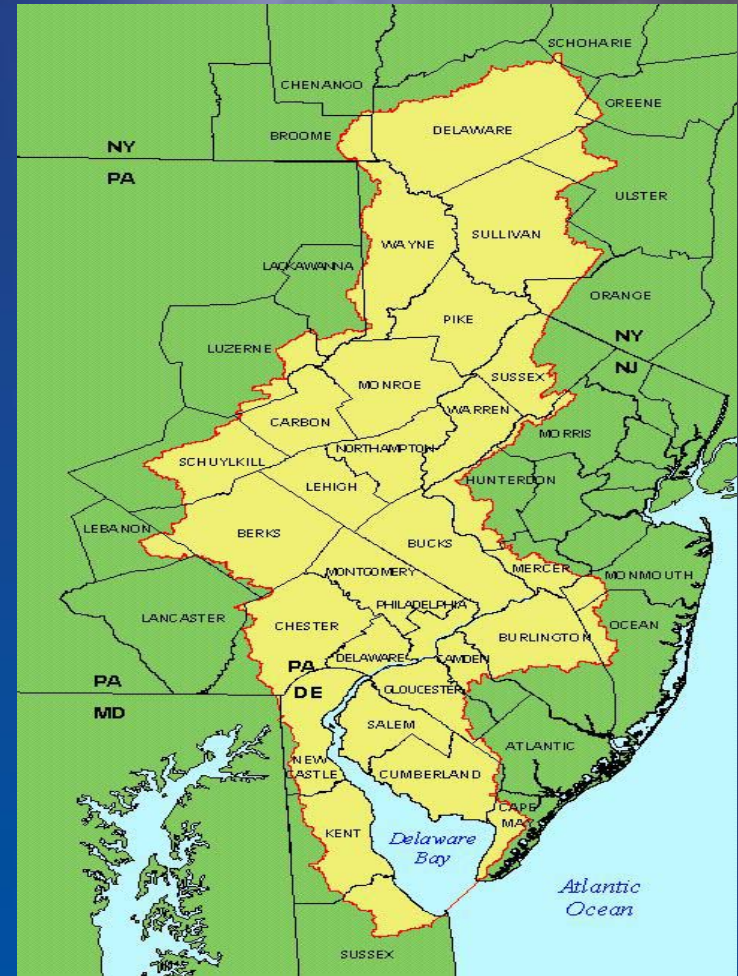 SCHOHARIE
CHENANGO
GREENE
DELAWARE
BROOME
NY
PA
ULSTER
SULLIVAN
WAYNE
LACKAWANNA
ORANGE
PIKE
NY
LUZERNE
NJ
SUSSEX
MONROE
WARREN
CARBON
MORRIS
NORTHAMPTON
SCHUYLKILL
HUNTERDON
LEHIGH
LEBANON
BERKS
BUCKS
MERCER
MONTGOMERY
MONMOUTH
PHILADELPHIA
LANCASTER
CHESTER
OCEAN
BURLINGTON
DELAWARE
CAMDEN
PA
PA
GLOUCESTER
DE
MD
SALEM
ATLANTIC
NEW
CASTLE
CUMBERLAND
CAPE
MAY
KENT
Delaware
Bay
Atlantic
Ocean
SUSSEX